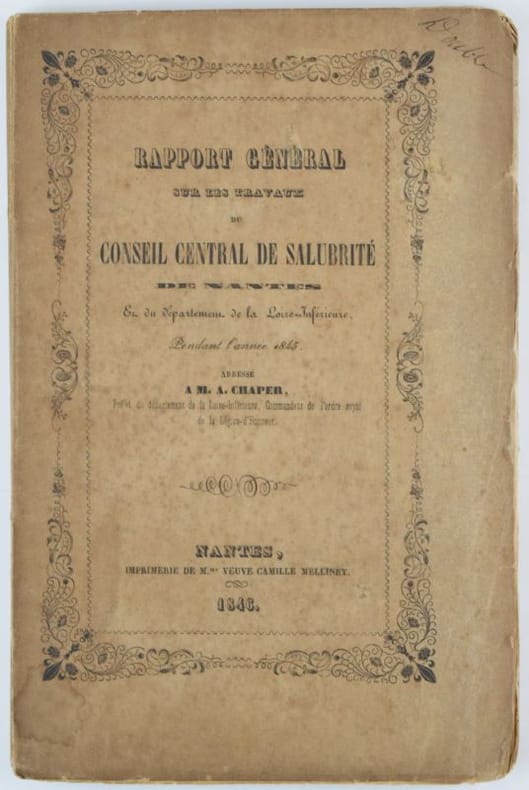 Double
RAPPORT GÉNÉRAL
SUR LES TRAVAUX
DU
CONSEIL CENTRAL DE SALUBRITÉ
DE NANTES
Et du département de la Loire-Inférieure,
Pendant l'année 1845.
ADRESSÉ
A M. A. CHAPER,
Préfet du département de la Loire-Inférieure, Commandeur de l'ordre royal
de la Légion-d'Honneur.
NANTES,
IMPRIMERIE DE M.me VEUVE CAMILLE MELLINET.
1846.